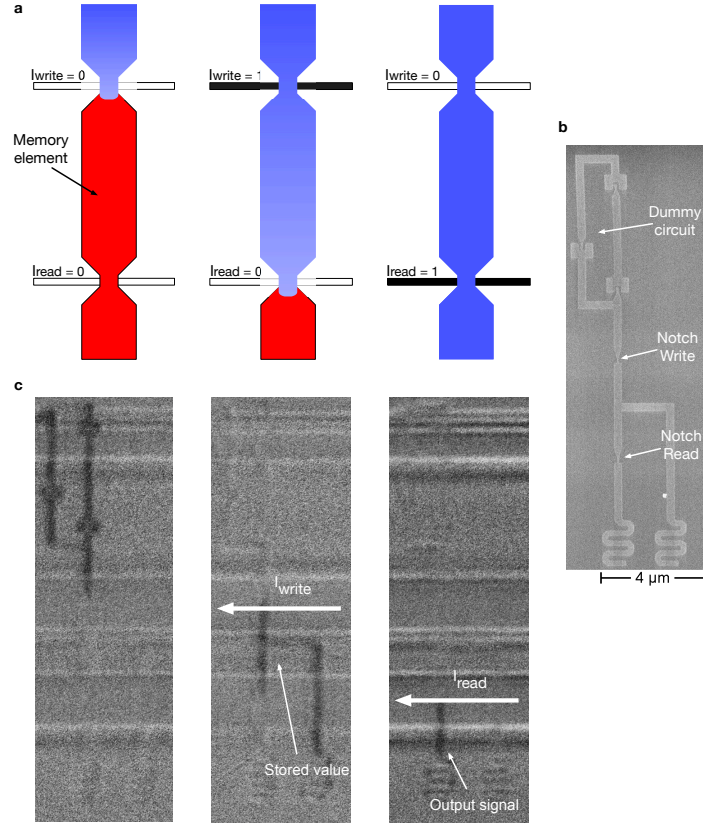 a
Iwrite = 0
Iwrite = 1
Iwrite = 0
Memory
element
Iread = 0
Iread = 0
Iread = 1
b
Dummy
circuit
Notch
Write
Notch
Read
4 µm
c
Iwrite
Stored value
Iread
Output signal